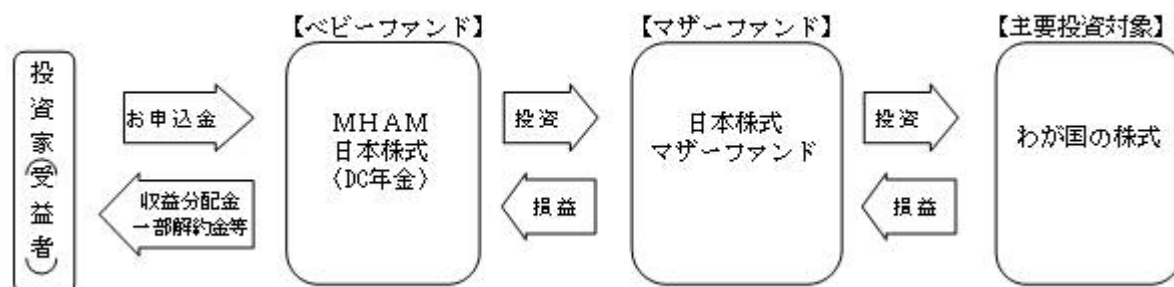 【ベビーファンド】
【マザーファンド】
【主要投資対象】
投資家（受益者）
お申込金
収益分配金
一部解約金等
ＭＨＡＭ
日本株式
（DC年金）
投資
損益
日本株式
マザーファンド
投資
損益
わが国の株式